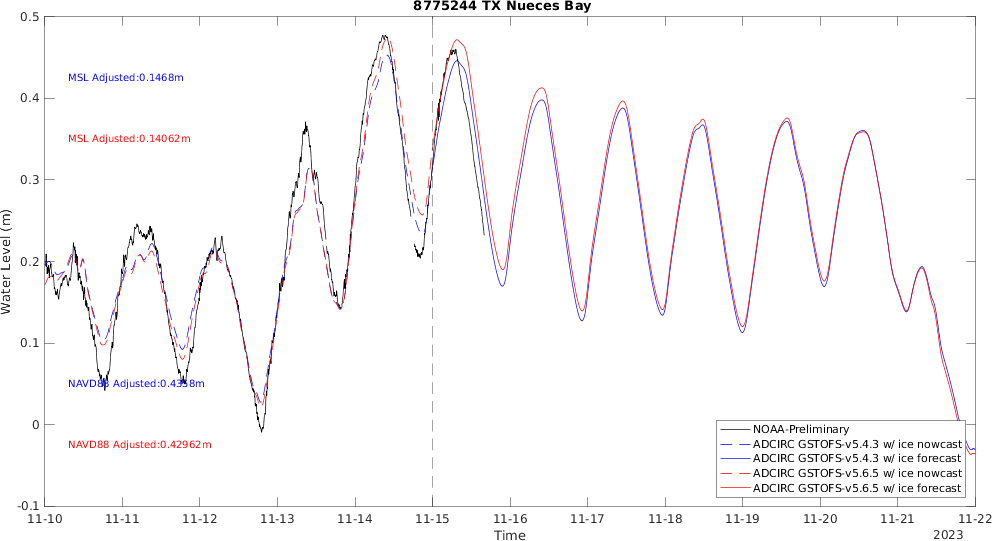 8775244 TX Nueces Bay
0.5
0.4
0.3
0.2
0.1
0
-0.1
Water Level (m)
MSL Adjusted:0.1468m
MSL Adjusted:0.14062m
NAVD88 Adjusted:0.4358m
NAVD88 Adjusted:0.42962m
NOAA-Preliminary
ADCIRC GSTOFS-v5.4.3 w/ ice nowcast
ADCIRC GSTOFS-v5.4.3 w/ ice forecast
ADCIRC GSTOFS-v5.6.5 w/ ice nowcast
ADCIRC GSTOFS-v5.6.5 w/ ice forecast
11-10 11-11 11-12 11-13 11-14 11-15 11-16 11-17 11-18 11-19 11-20 11-21 11-22
Time
2023